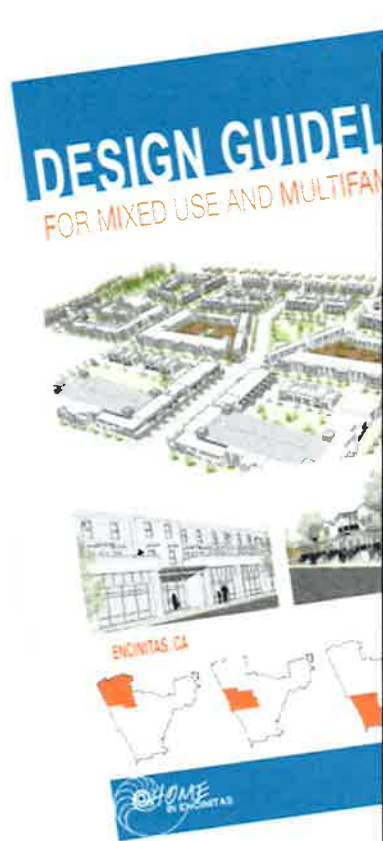 DESIGN GUIDEL
FOR MIXED USE AND MULTIFAM
ENCINITAS, CA
@HOME
IN ENCINITAS